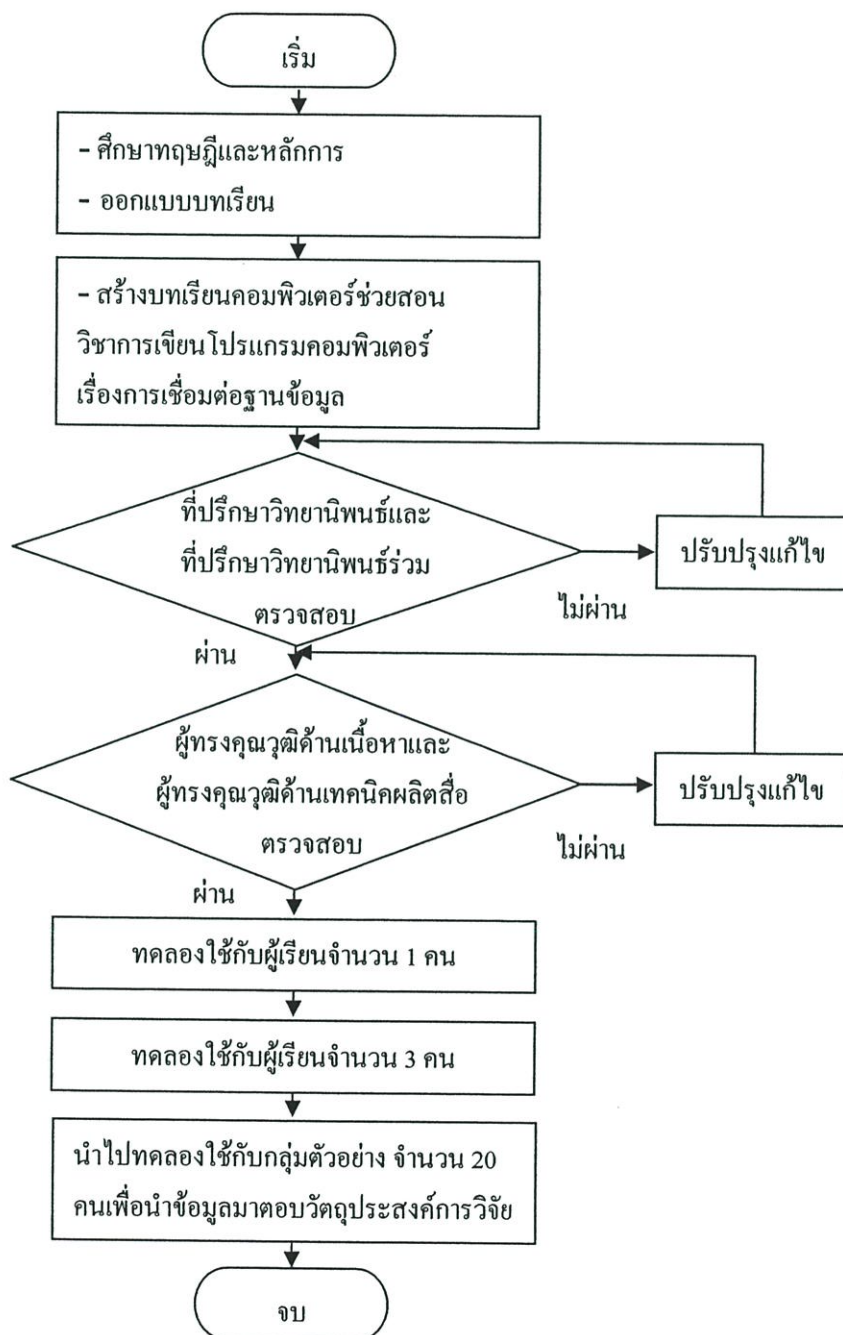 เริ่ม
- ศึกษาทฤษฎีและหลักการ
- ออกแบบบทเรียน
- สร้างบทเรียนคอมพิวเตอร์ช่วยสอน
วิชาการเขียนโปรแกรมคอมพิวเตอร์
เรื่องการเชื่อมต่อฐานข้อมูล
ที่ปรึกษาวิทยานิพนธ์และ
ที่ปรึกษาวิทยานิพนธ์ร่วม
ตรวจสอบ
ปรับปรุงแก้ไข
ไม่ผ่าน
ผ่าน
ผู้ทรงคุณวุฒิด้านเนื้อหาและ
ผู้ทรงคุณวุฒิด้านเทคนิคผลิตสื่อ
ตรวจสอบ
ปรับปรุงแก้ไข
ไม่ผ่าน
ผ่าน
ทดลองใช้กับผู้เรียนจำนวน 1 คน
ทดลองใช้กับผู้เรียนจำนวน 3 คน
นำไปทดลองใช้กับกลุ่มตัวอย่าง จำนวน 20
คนเพื่อนำข้อมูลมาตอบวัตถุประสงค์การวิจัย
จบ